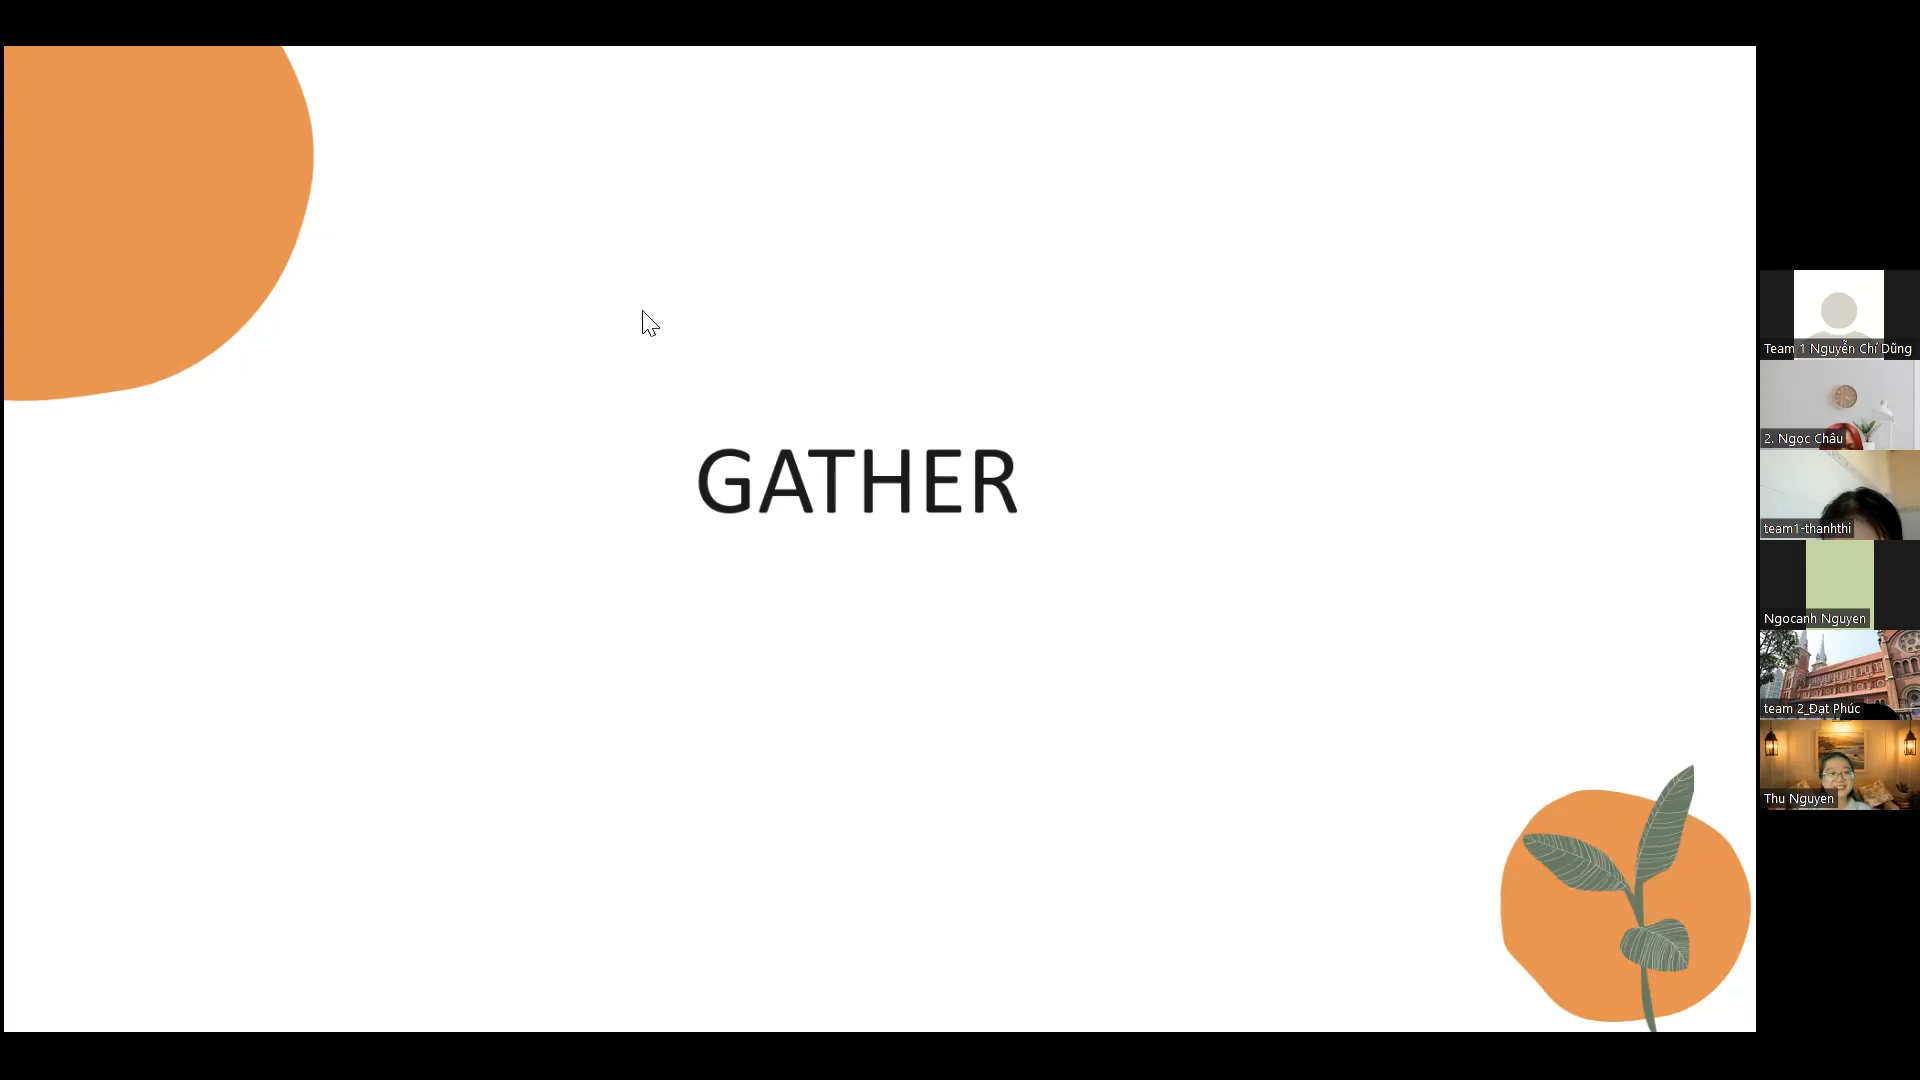 GATHER
Team 1 Nguyễn Chí Dũng
2. Ngọc Châu
team1-thanhthi
Ngocanh Nguyen
team 2_Đạt Phúc
Thu Nguyen